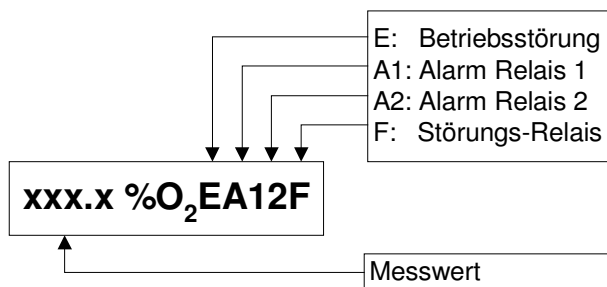 E: Betriebsstörung
A1: Alarm Relais 1
A2: Alarm Relais 2
F: Störungs-Relais
xxx.x %O₂EA12F
Messwert